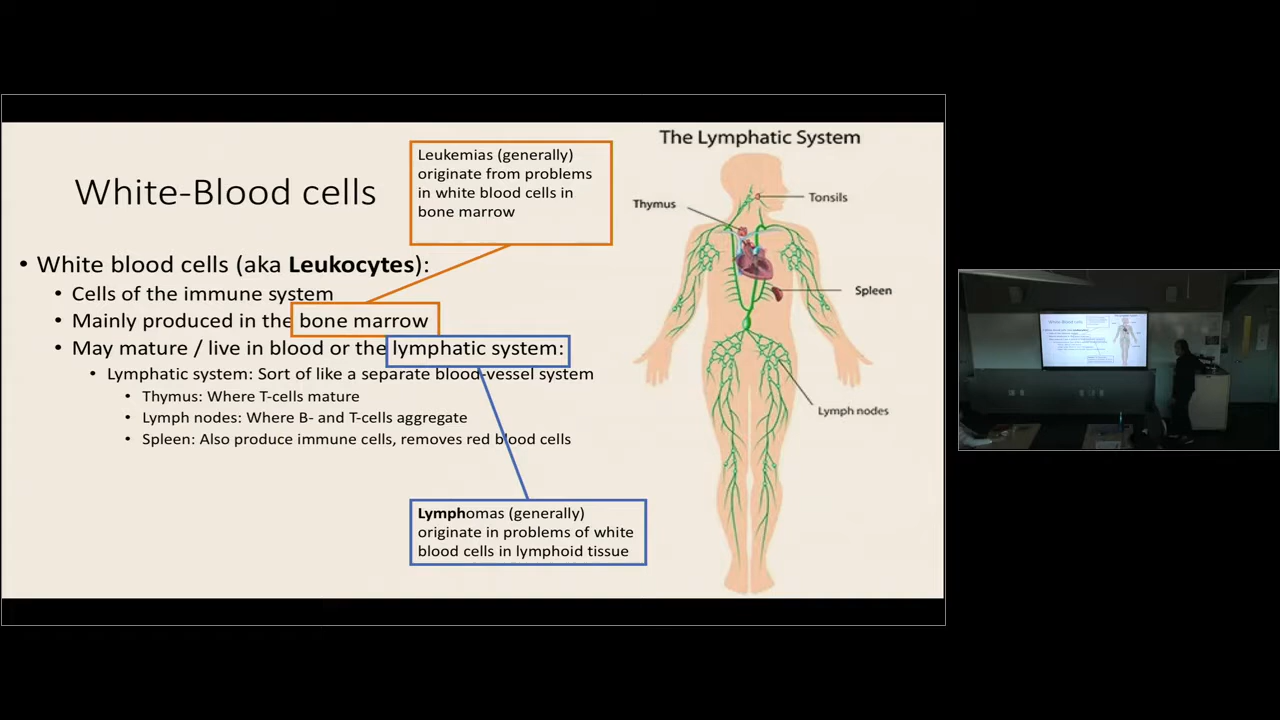 White-Blood cells
Leukemias (generally)
originate from problems
in white blood cells in
bone marrow
• White blood cells (aka Leukocytes):
• Cells of the immune system
• Mainly produced in the bone marrow
• May mature / live in blood or the lymphatic system:
• Lymphatic system: Sort of like a separate blood-vessel system
• Thymus: Where T-cells mature
• Lymph nodes: Where B- and T-cells aggregate
• Spleen: Also produce immune cells, removes red blood cells
Lymphomas (generally)
originate in problems of white
blood cells in lymphoid tissue
The Lymphatic System
Tonsils
Thymus
Spleen
Lymph nodes
White-Blood cells